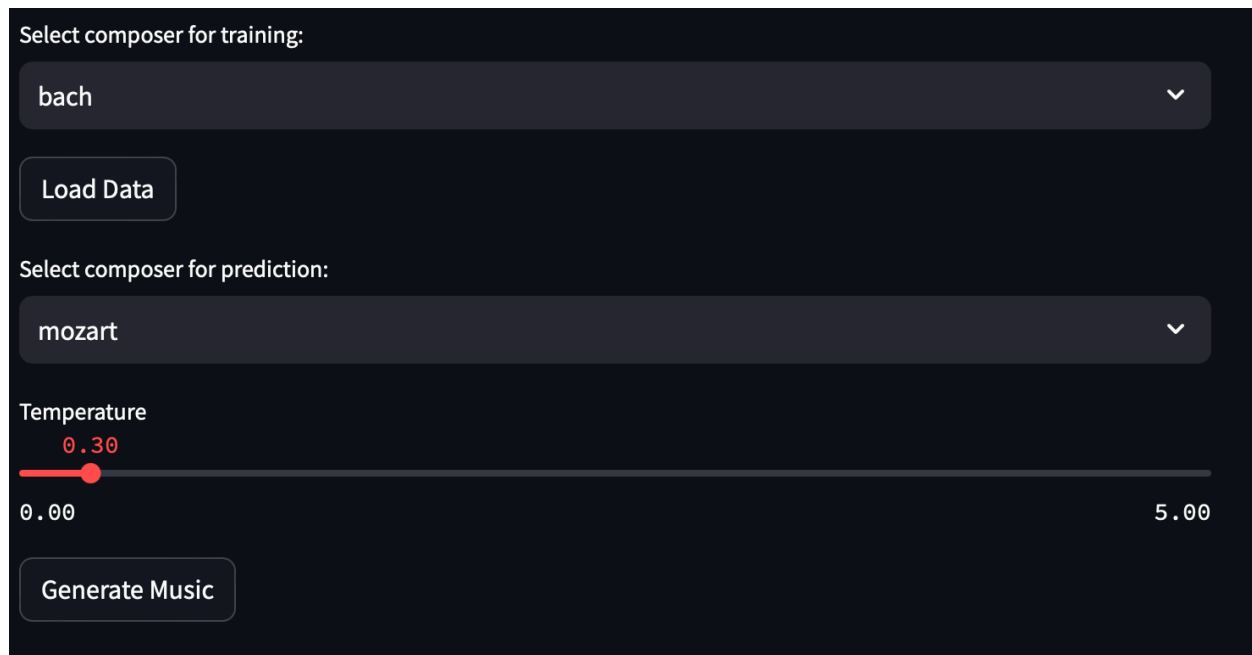 Select composer for training:
bach
Load Data
Select composer for prediction:
mozart
Temperature
0.30
0.00 5.00
Generate Music